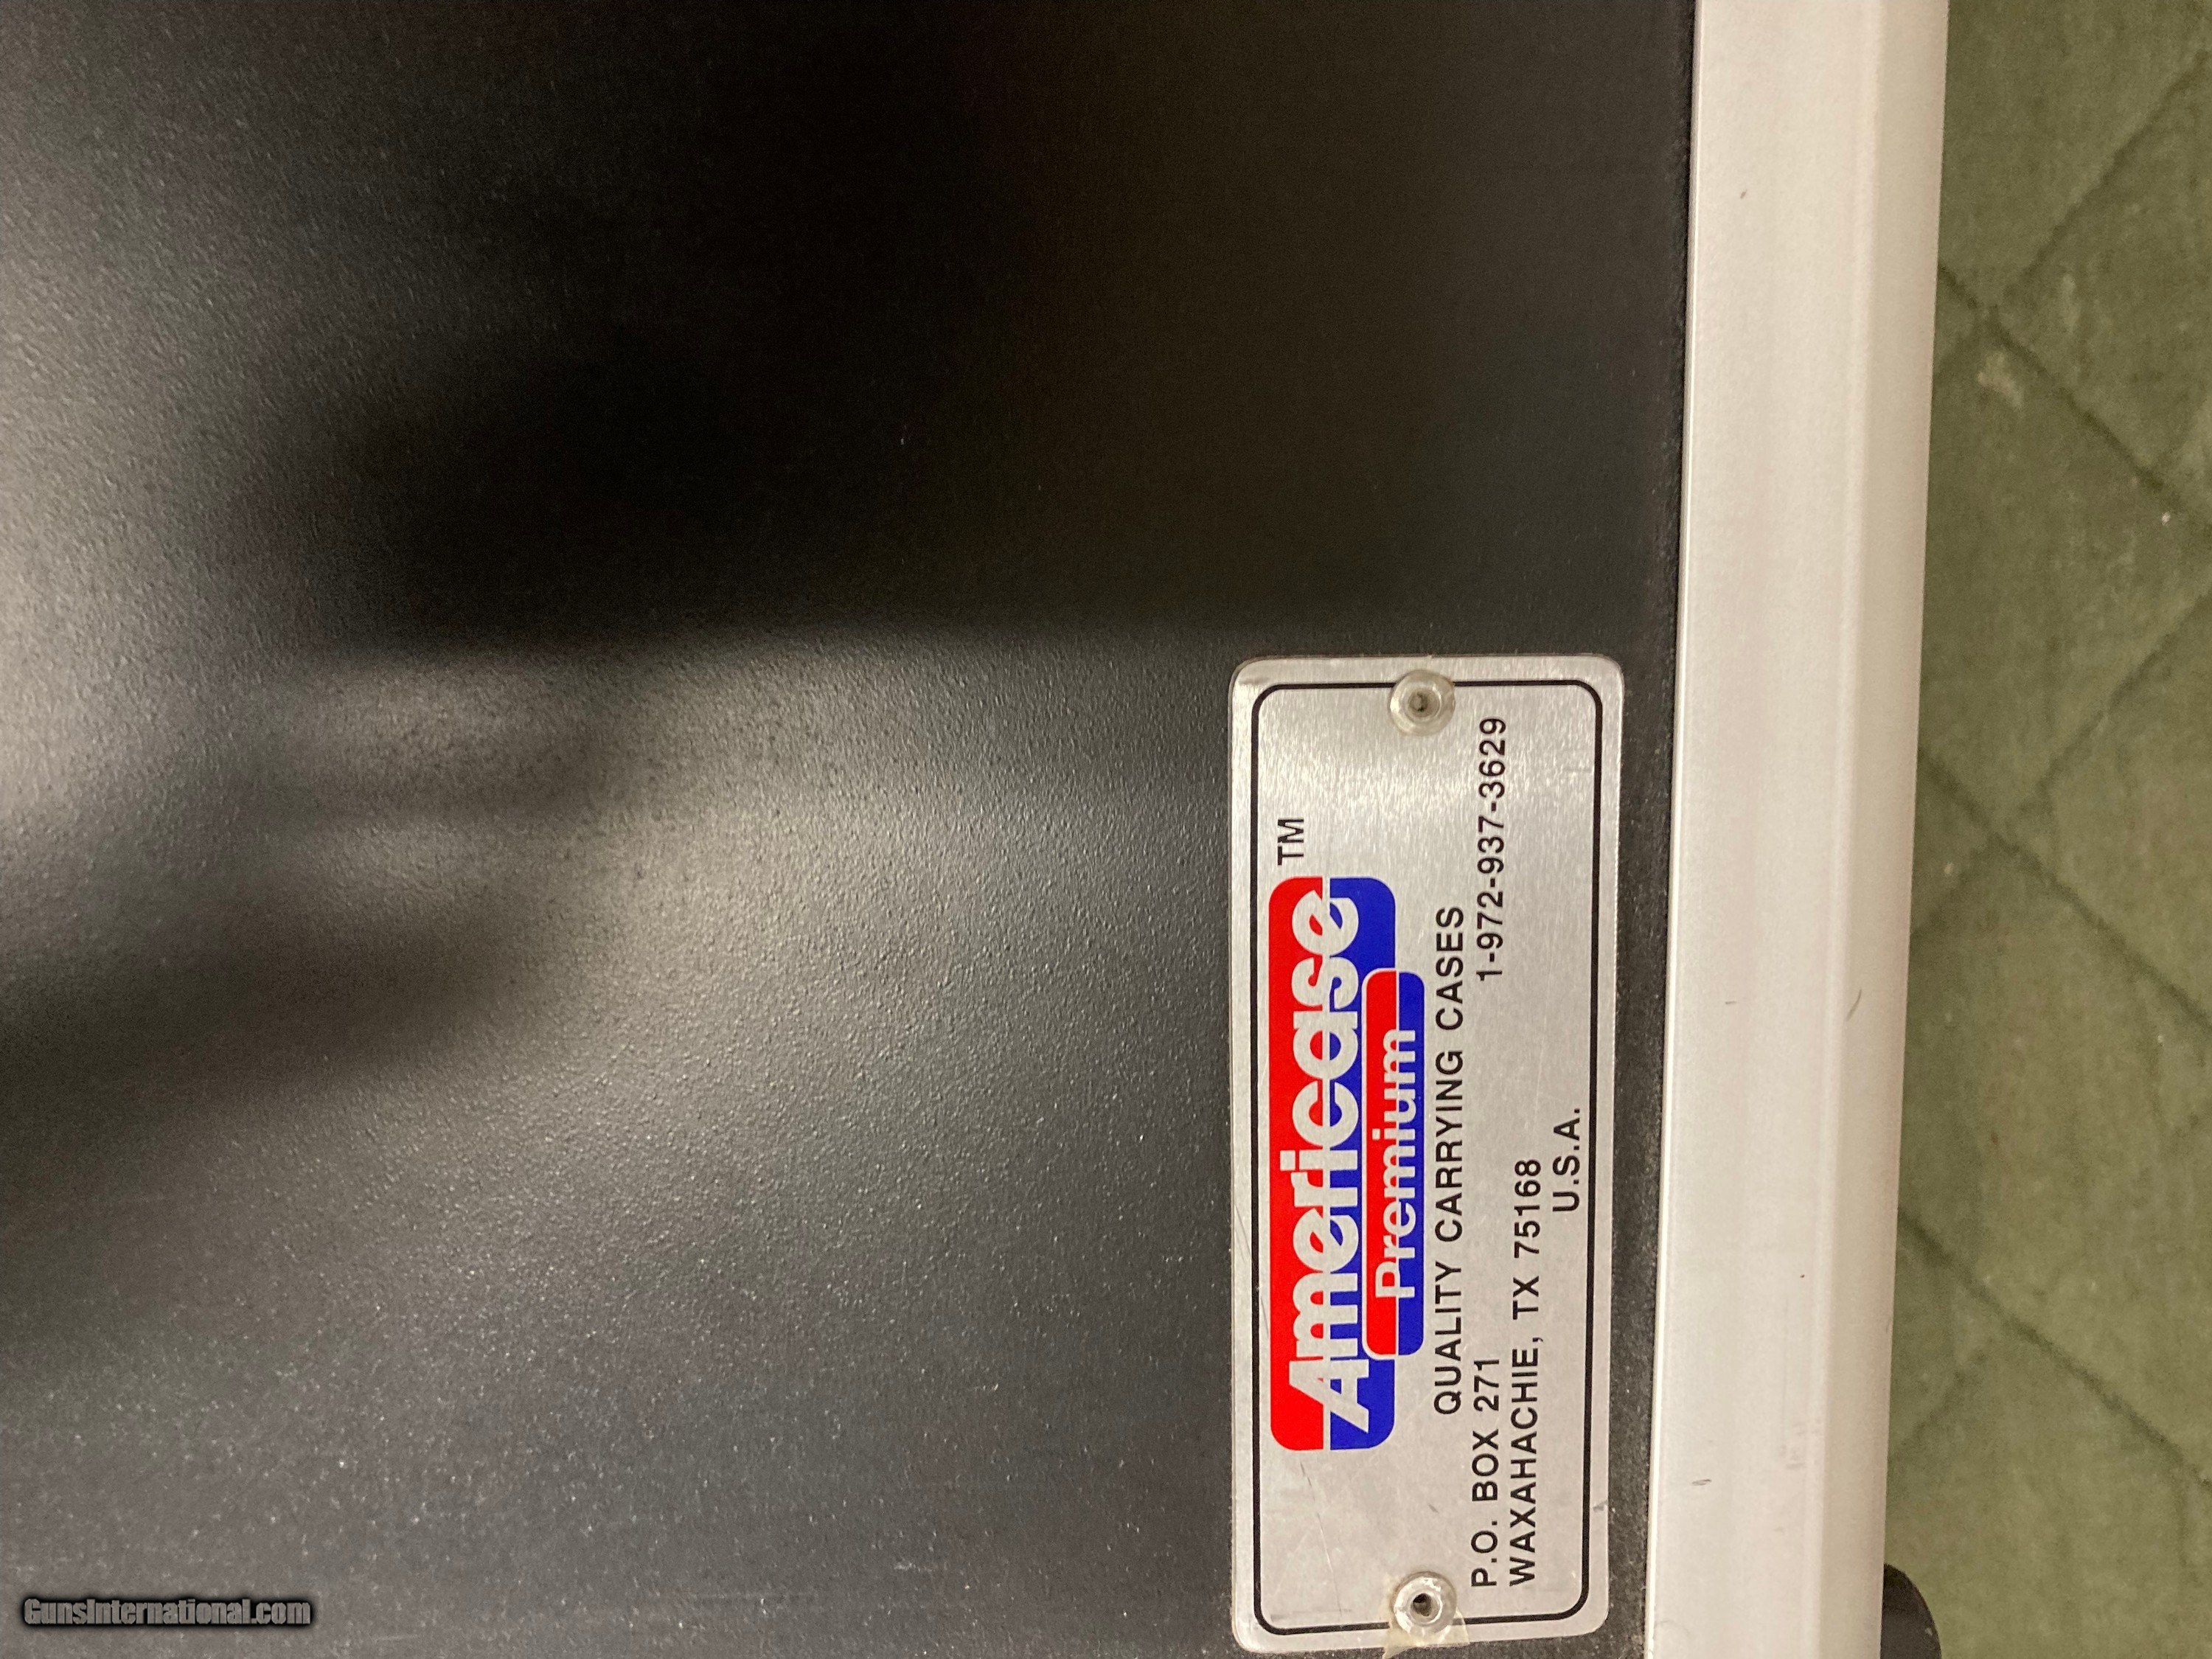 Americase TM
Premium
QUALITY CARRYING CASES
P.O. BOX 271 1-972-937-3629
WAXAHACHIE, TX 75168
U.S.A.
GunsInternational.com